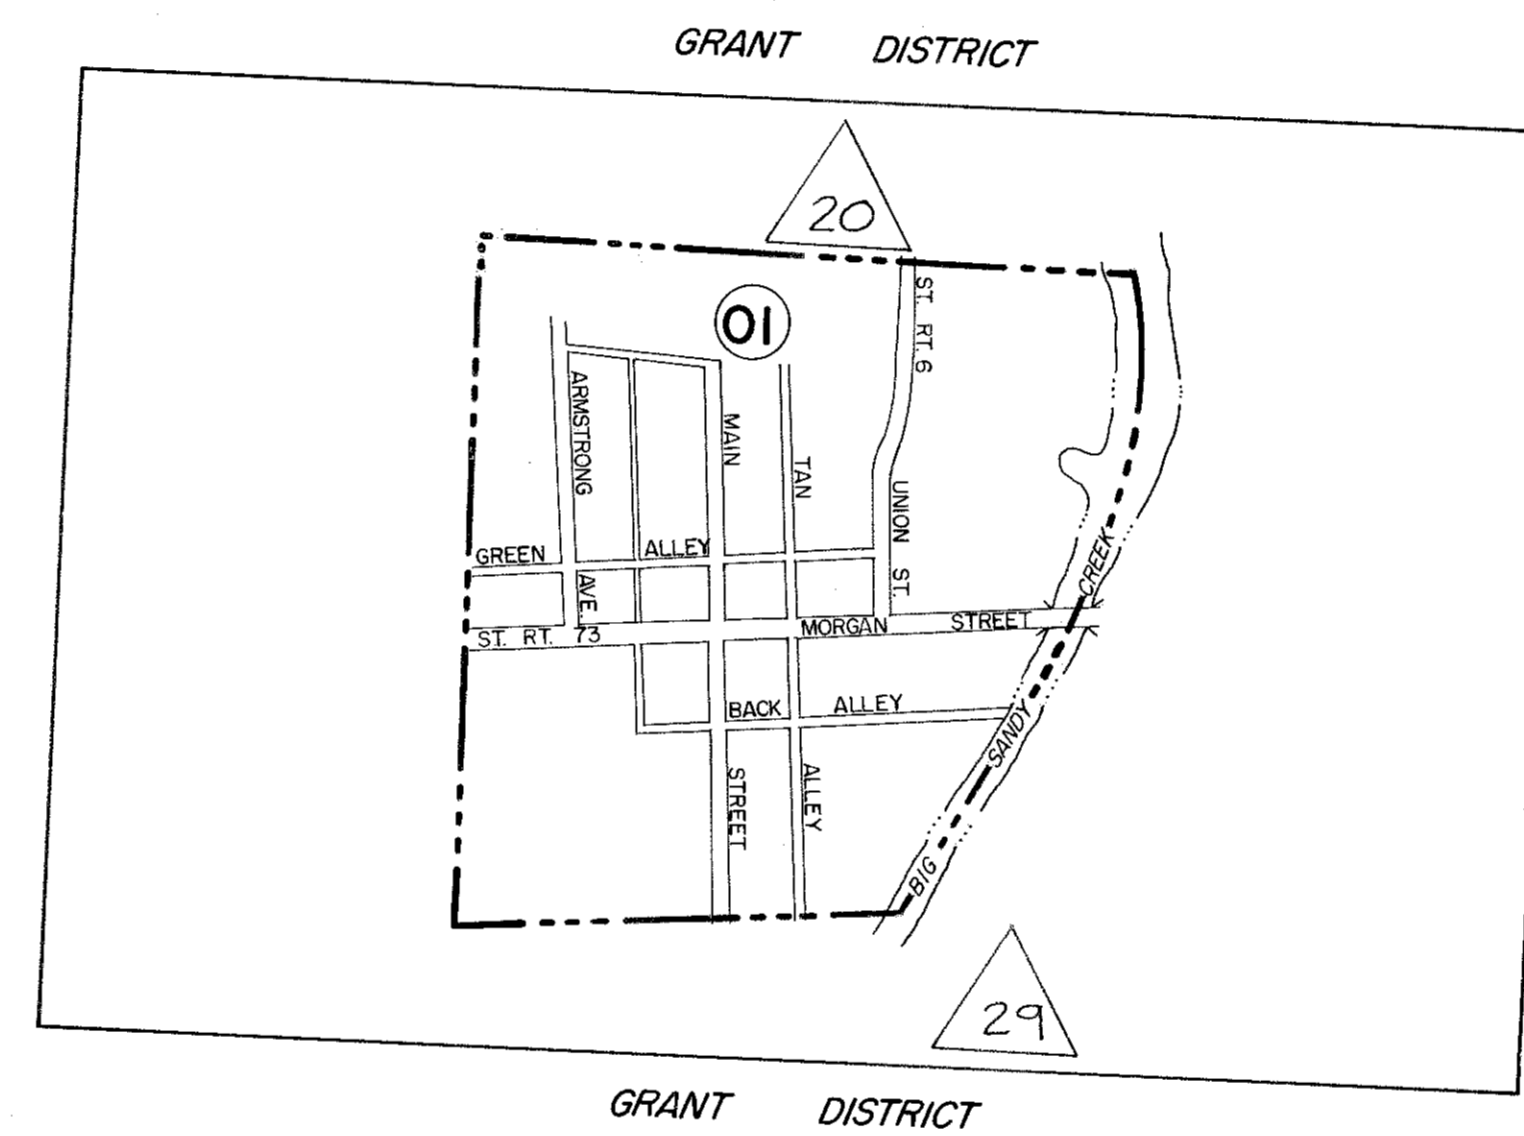 GRANT DISTRICT
20
01
ST. RT. 6
ARMSTRONG AVE.
MAIN STREET
TAN ALLEY
UNION ST.
GREEN ALLEY
ST. RT. 73
MORGAN STREET
BACK ALLEY
BIG SANDY CREEK
29
GRANT DISTRICT